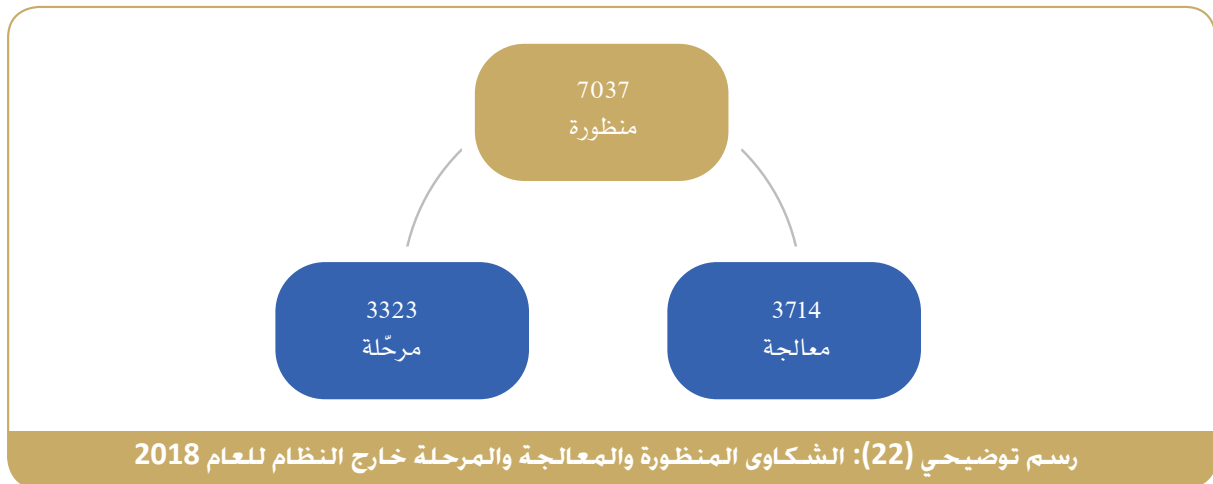 7037
منظورة
3714
معالجة
3323
مرحّلة
رسم توضيحي (22): الشكاوى المنظورة والمعالجة والمرحلة خارج النظام للعام 2018